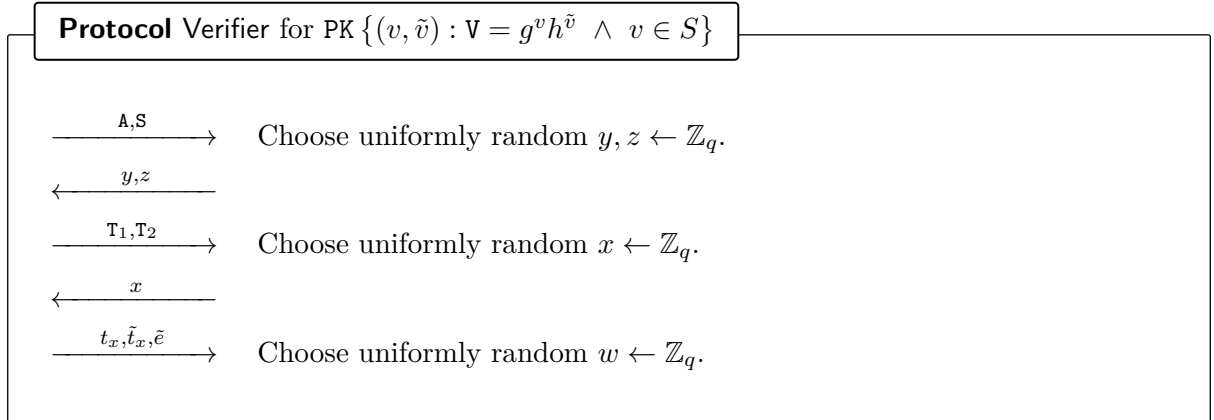 Protocol Verifier for PK {(v, ṽ) : V = g^v h^ṽ ∧ v ∈ S}
A,S
Choose uniformly random y, z ← ℤ_q.
y,z
T₁,T₂
Choose uniformly random x ← ℤ_q.
x
t_x,t̃_x,ẽ
Choose uniformly random w ← ℤ_q.